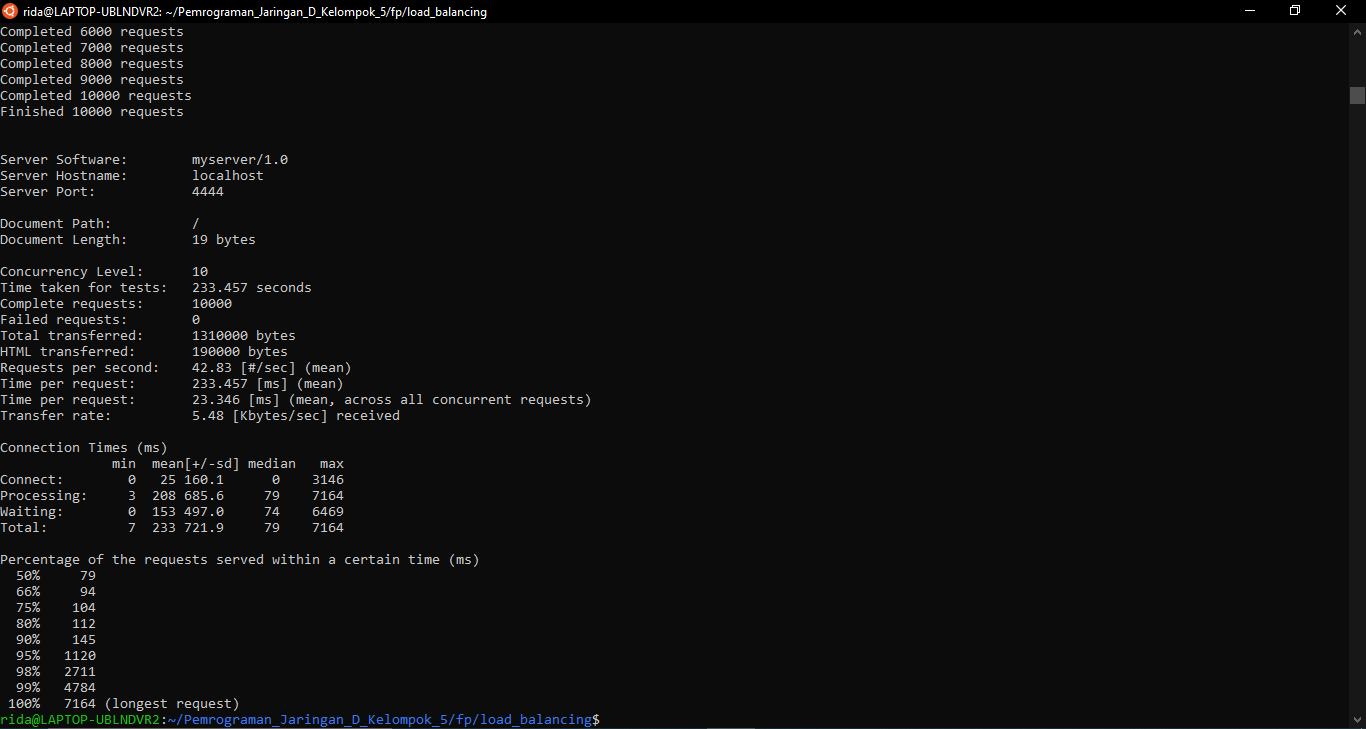 rida@LAPTOP-UBLNDVR2: ~/Pemrograman_Jaringan_D_Kelompok_5/fp/load_balancing
Completed 6000 requests
Completed 7000 requests
Completed 8000 requests
Completed 9000 requests
Completed 10000 requests
Finished 10000 requests
Server Software:        myserver/1.0
Server Hostname:        localhost
Server Port:            4444
Document Path:          /
Document Length:        19 bytes
Concurrency Level:      10
Time taken for tests:   233.457 seconds
Complete requests:      10000
Failed requests:        0
Total transferred:      1310000 bytes
HTML transferred:       190000 bytes
Requests per second:    42.83 [#/sec] (mean)
Time per request:       233.457 [ms] (mean)
Time per request:       23.346 [ms] (mean, across all concurrent requests)
Transfer rate:          5.48 [Kbytes/sec] received
Connection Times (ms)
              min  mean[+/-sd] median   max
Connect:        0   25 160.1      0    3146
Processing:     3  208 685.6     79    7164
Waiting:        0  153 497.0     74    6469
Total:          7  233 721.9     79    7164
Percentage of the requests served within a certain time (ms)
  50%     79
  66%     94
  75%    104
  80%    112
  90%    145
  95%   1120
  98%   2711
  99%   4784
 100%   7164 (longest request)
rida@LAPTOP-UBLNDVR2:~/Pemrograman_Jaringan_D_Kelompok_5/fp/load_balancing$